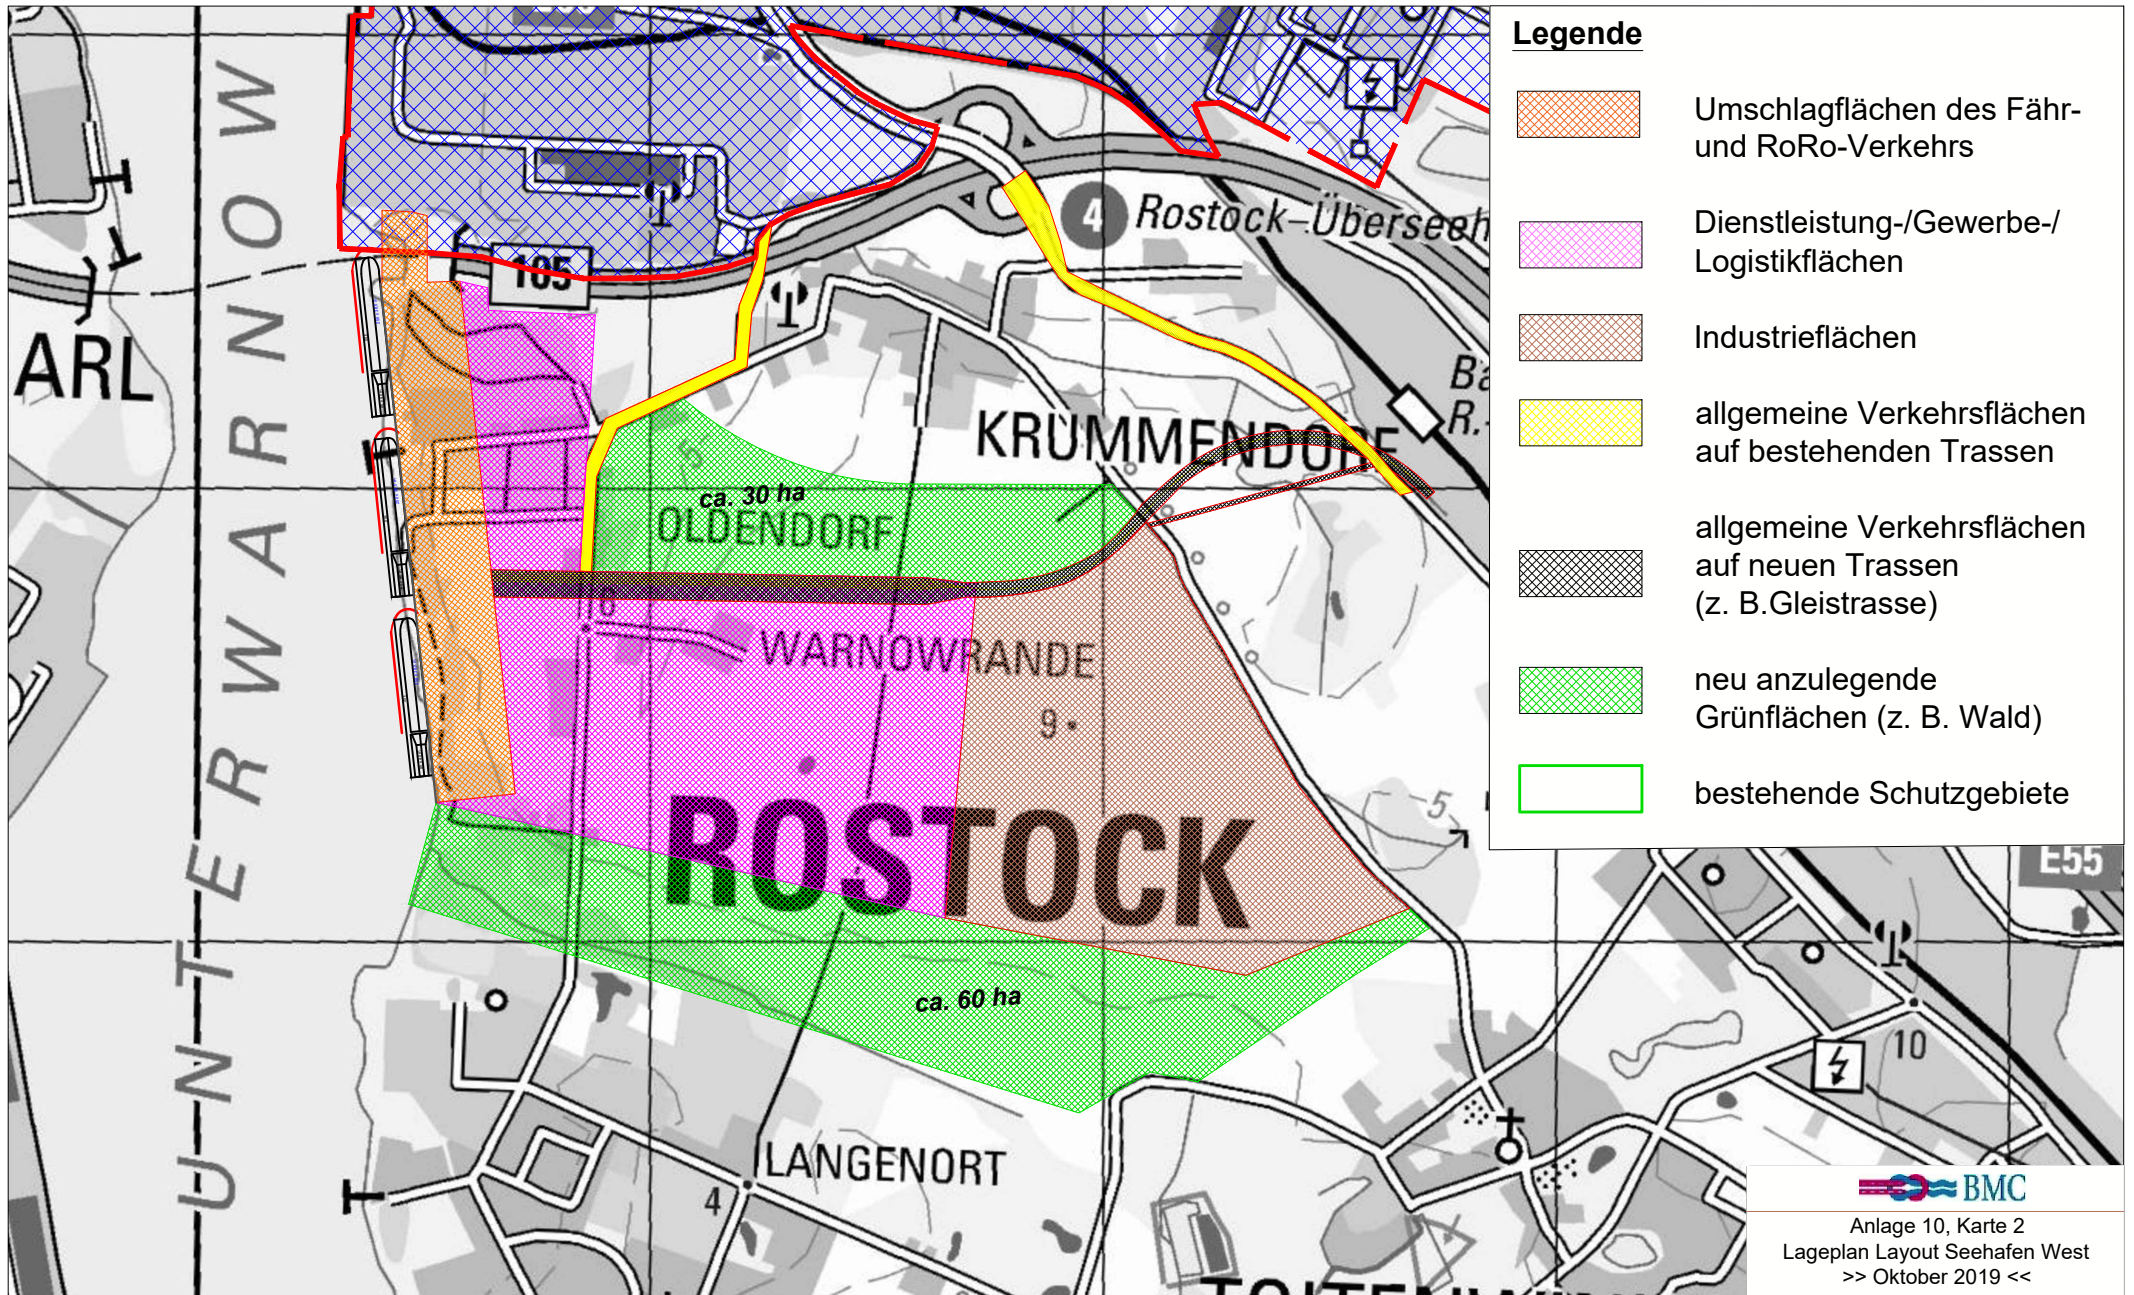 Legende
Umschlagflächen des Fähr-
und RoRo-Verkehrs
Dienstleistung-/Gewerbe-/
Logistikflächen
Industrieflächen
allgemeine Verkehrsflächen
auf bestehenden Trassen
allgemeine Verkehrsflächen
auf neuen Trassen
(z. B.Gleistrasse)
neu anzulegende
Grünflächen (z. B. Wald)
bestehende Schutzgebiete
4
Rostock-Überseeh
105
ARL
UNTERWARNOW
KRUMMENDORF
Ba
R.-
5
ca. 30 ha
OLDENDORF
6
WARNOWRANDE
9
ROSTOCK
5
E55
ca. 60 ha
10
LANGENORT
4
BMC
Anlage 10, Karte 2
Lageplan Layout Seehafen West
>> Oktober 2019 <<